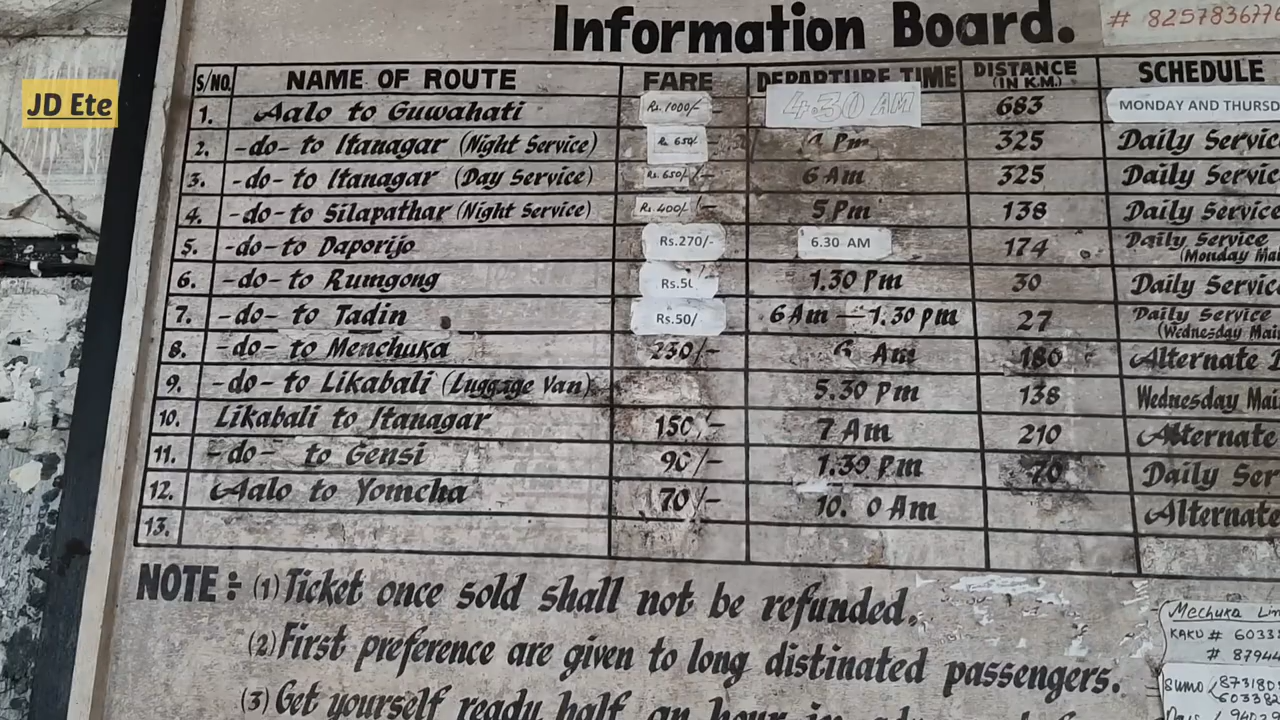 Information Board.
# 8257836776
JD Ete
S/NO. NAME OF ROUTE FARE DEPARTURE TIME DISTANCE (IN K.M.) SCHEDULE
1. Aalo to Guwahati Rs. 1000/- 4:30 AM 683 MONDAY AND THURSD
2. -do- to Itanagar (Night Service) Rs. 650/- Pm 325 Daily Servic
3. -do- to Itanagar (Day Service) Rs. 650/- 6 Am 325 Daily Servic
4. -do- to Silapathar (Night Service) Rs. 400/- 5 Pm 138 Daily Servic
5. -do- to Daporijo Rs.270/- 6.30 AM 174 Daily Service (Monday Mai
6. -do- to Rumgong Rs.50 1.30 Pm 30 Daily Servic
7. -do- to Tadin Rs.50/ 6 Am - 1.30 pm 27 Daily Service (Wednesday Mai
8. -do- to Menchuka 230/- 6 Am 180 Alternate
9. -do- to Likabali (Luggage Van) 5.30 Pm 138 Wednesday Mai
10. Likabali to Itanagar 150/- 7 Am 210 Alternate
11. -do- to Gensi 90/- 1.30 Pm 70 Daily Ser
12. Aalo to Yomcha 70/- 10. 0 Am Alternate
13.
NOTE:- (1) Ticket once sold shall not be refunded.
(2) First preference are given to long distinated passengers.
(3) Get yourself ready half an hour in
Mechuka Lin
KAKU # 6033
# 8794
Sumo